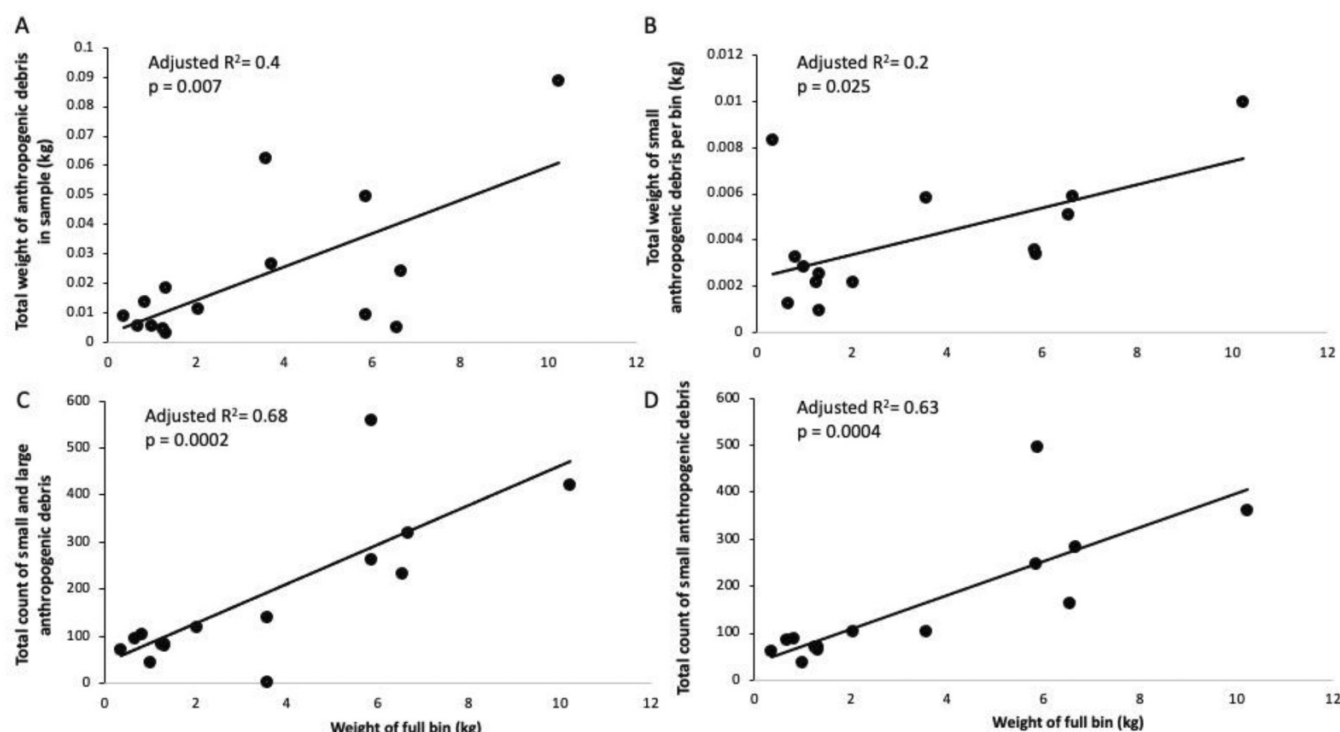 A
Adjusted R²= 0.4
p = 0.007
Total weight of anthropogenic debris
in sample (kg)
0.1
0.09
0.08
0.07
0.06
0.05
0.04
0.03
0.02
0.01
0
0 2 4 6 8 10 12
B
Adjusted R²= 0.2
p = 0.025
Total weight of small
anthropogenic debris per bin (kg)
0.012
0.01
0.008
0.006
0.004
0.002
0
0 2 4 6 8 10 12
C
Adjusted R²= 0.68
p = 0.0002
Total count of small and large
anthropogenic debris
600
500
400
300
200
100
0
0 2 4 6 8 10 12
Weight of full bin (kg)
D
Adjusted R²= 0.63
p = 0.0004
Total count of small anthropogenic debris
600
500
400
300
200
100
0
0 2 4 6 8 10 12
Weight of full bin (kg)